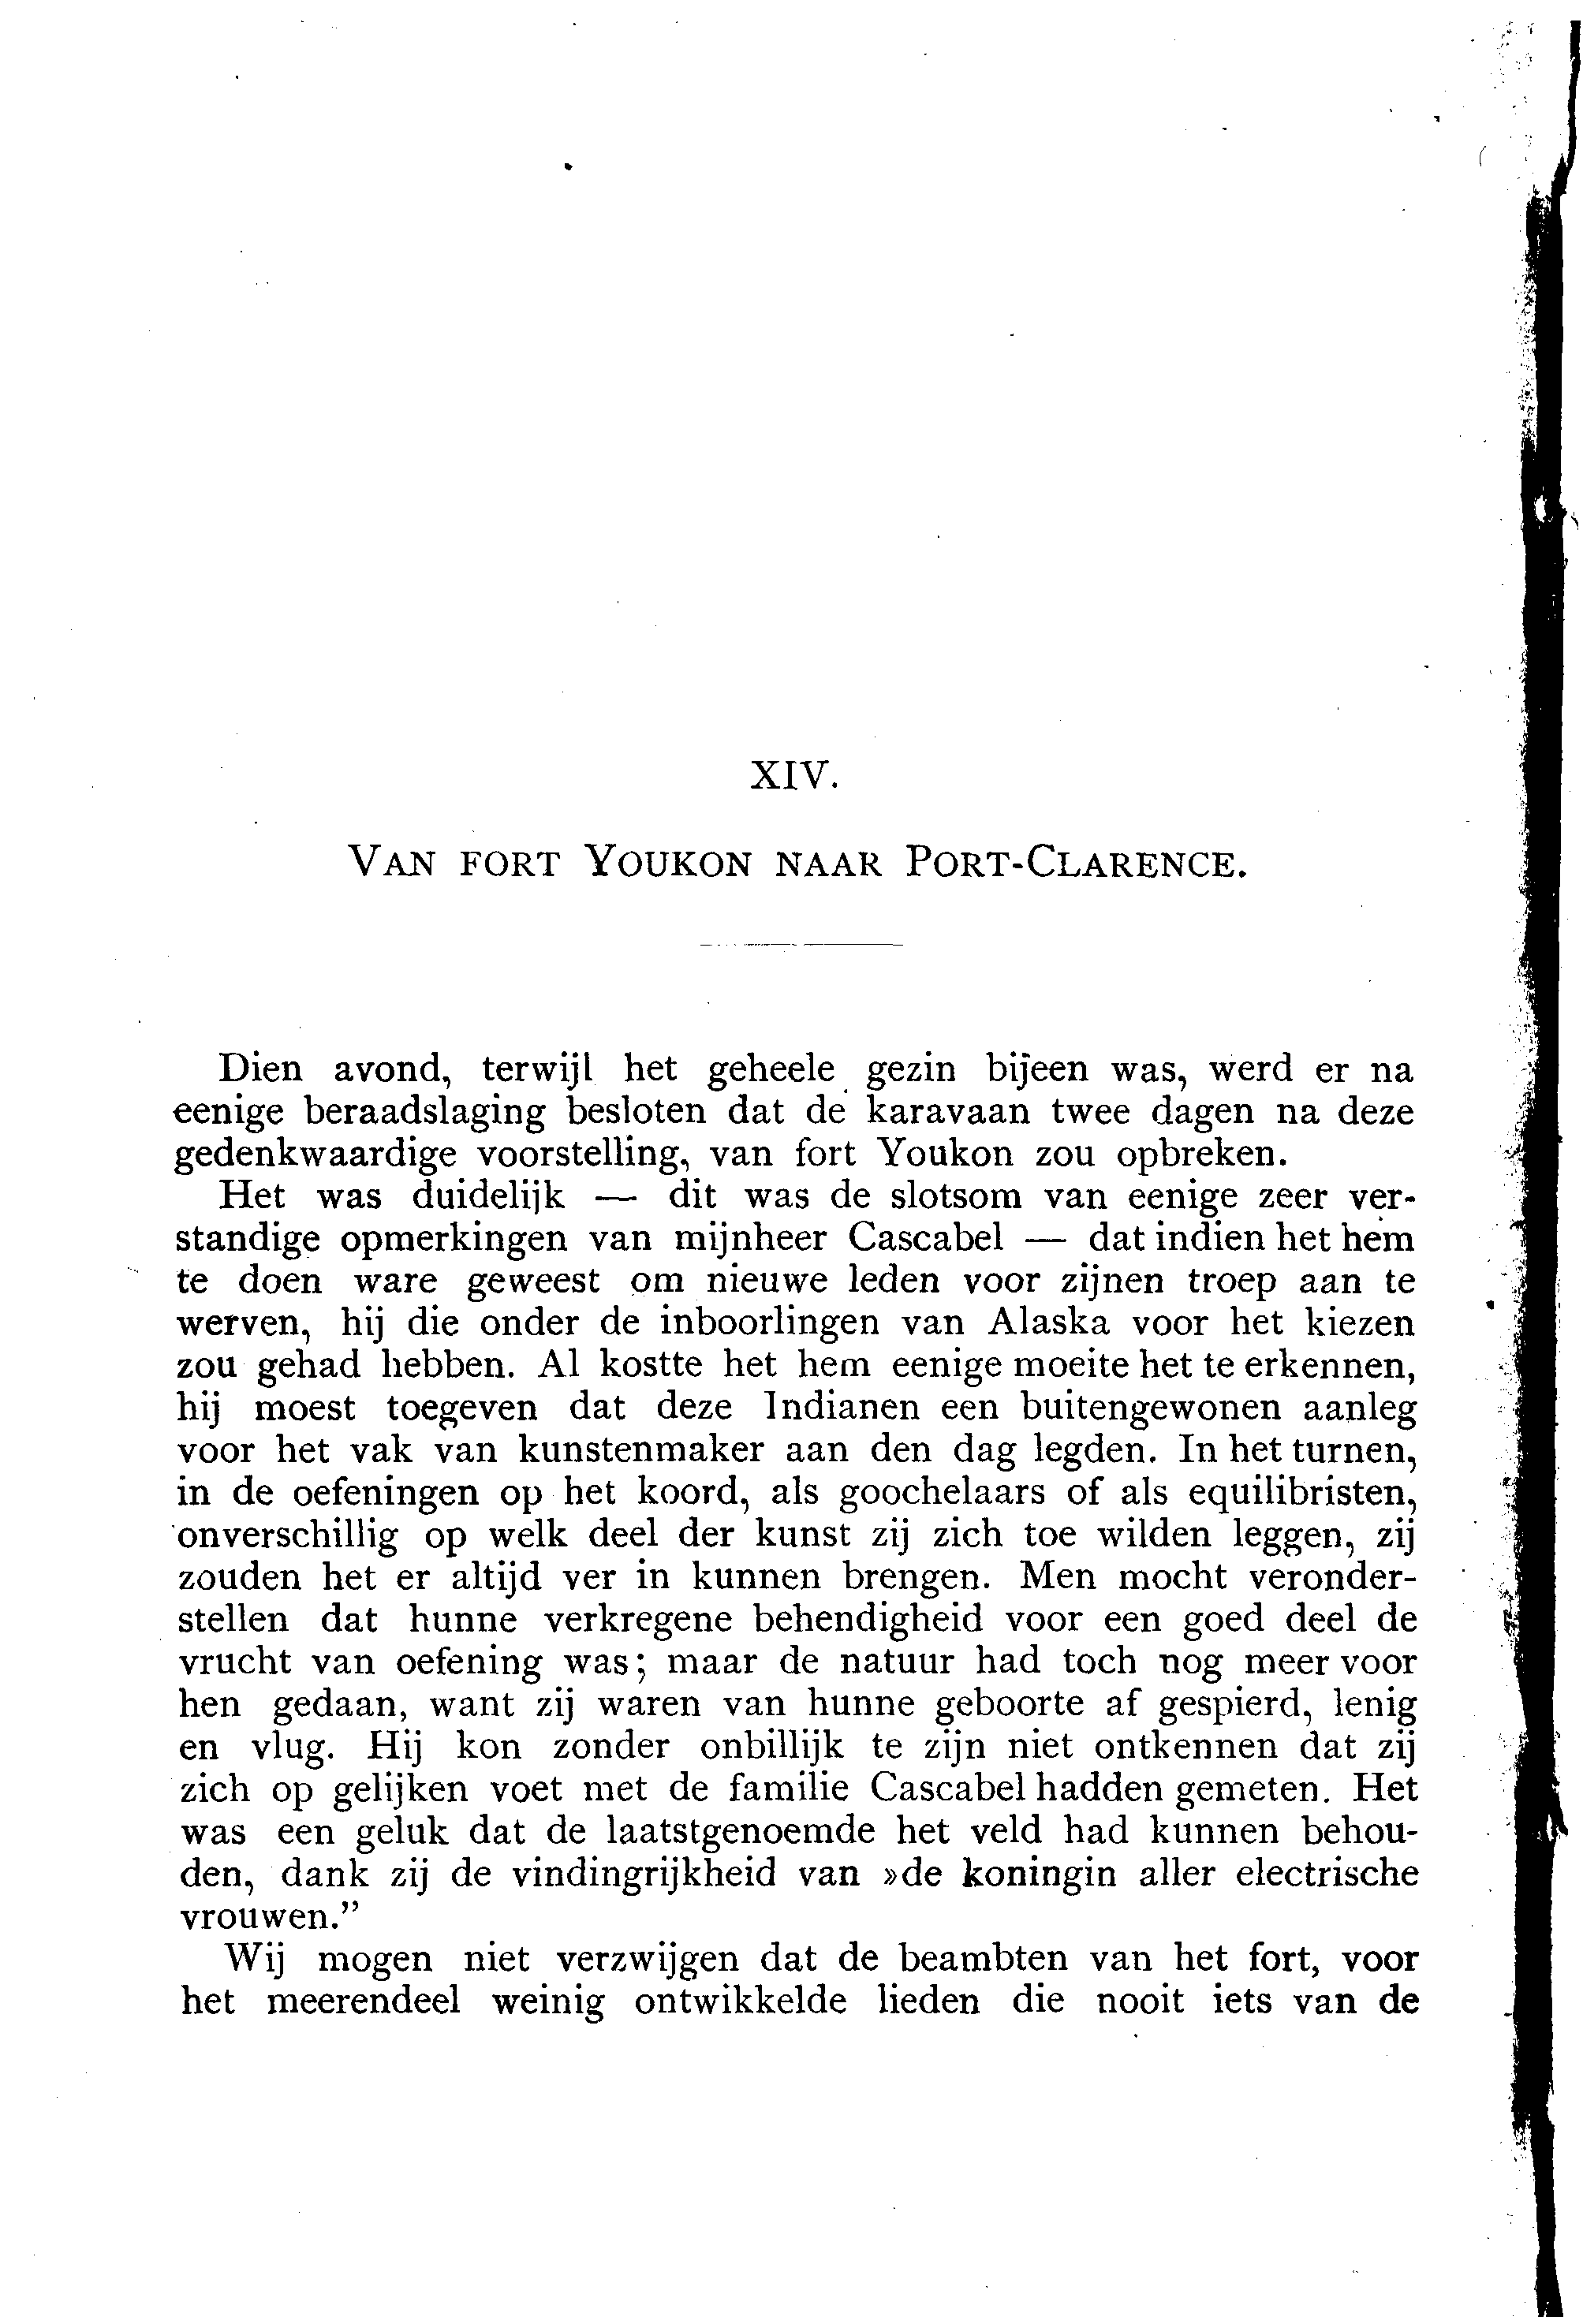 XIV.
VAN FORT YOUKON NAAR PORT-CLARENCE.
Dien avond, terwijl het geheele gezin bijeen was, werd er na
eenige beraadslaging besloten dat de karavaan twee dagen na deze
gedenkwaardige voorstelling, van fort Youkon zou opbreken.
Het was duidelijk — dit was de slotsom van eenige zeer ver-
standige opmerkingen van mijnheer Cascabel — dat indien het hem
te doen ware geweest om nieuwe leden voor zijnen troep aan te
werven, hij die onder de inboorlingen van Alaska voor het kiezen
zou gehad hebben. Al kostte het hem eenige moeite het te erkennen,
hij moest toegeven dat deze Indianen een buitengewonen aanleg
voor het vak van kunstenmaker aan den dag legden. In het turnen,
in de oefeningen op het koord, als goochelaars of als equilibristen,
onverschillig op welk deel der kunst zij zich toe wilden leggen, zij
zouden het er altijd ver in kunnen brengen. Men mocht veronder-
stellen dat hunne verkregene behendigheid voor een goed deel de
vrucht van oefening was; maar de natuur had toch nog meer voor
hen gedaan, want zij waren van hunne geboorte af gespierd, lenig
en vlug. Hij kon zonder onbillijk te zijn niet ontkennen dat zij
zich op gelijken voet met de familie Cascabel hadden gemeten. Het
was een geluk dat de laatstgenoemde het veld had kunnen behou-
den, dank zij de vindingrijkheid van »de koningin aller electrische
vrouwen.”
Wij mogen niet verzwijgen dat de beambten van het fort, voor
het meerendeel weinig ontwikkelde lieden die nooit iets van de